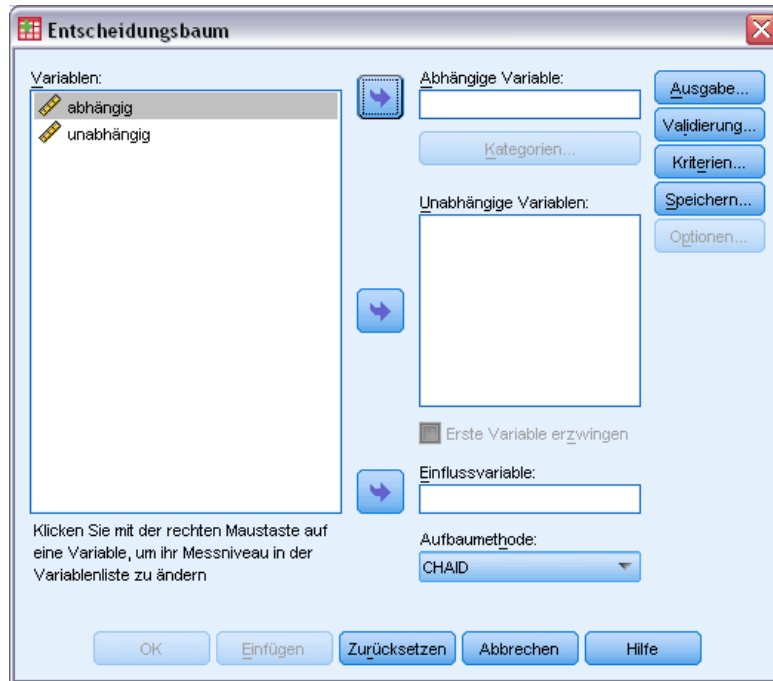 Entscheidungsbaum
Variablen:
abhängig
unabhängig
Klicken Sie mit der rechten Maustaste auf
eine Variable, um ihr Messniveau in der
Variablenliste zu ändern
Abhängige Variable:
Kategorien...
Unabhängige Variablen:
Erste Variable erzwingen
Einflussvariable:
Aufbaumethode:
CHAID
Ausgabe...
Validierung...
Kriterien...
Speichern...
Optionen...
OK
Einfügen
Zurücksetzen
Abbrechen
Hilfe